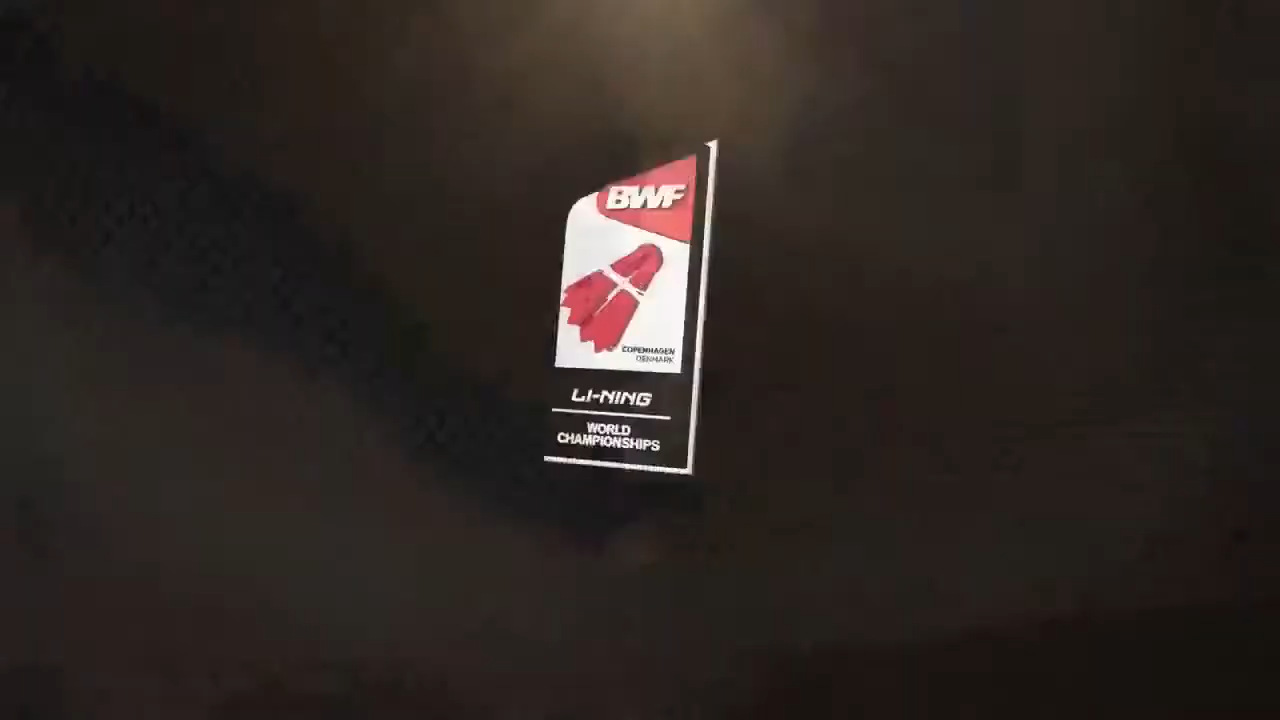 BWF
COPENHAGEN
DENMARK
LI-NING
WORLD
CHAMPIONSHIPS